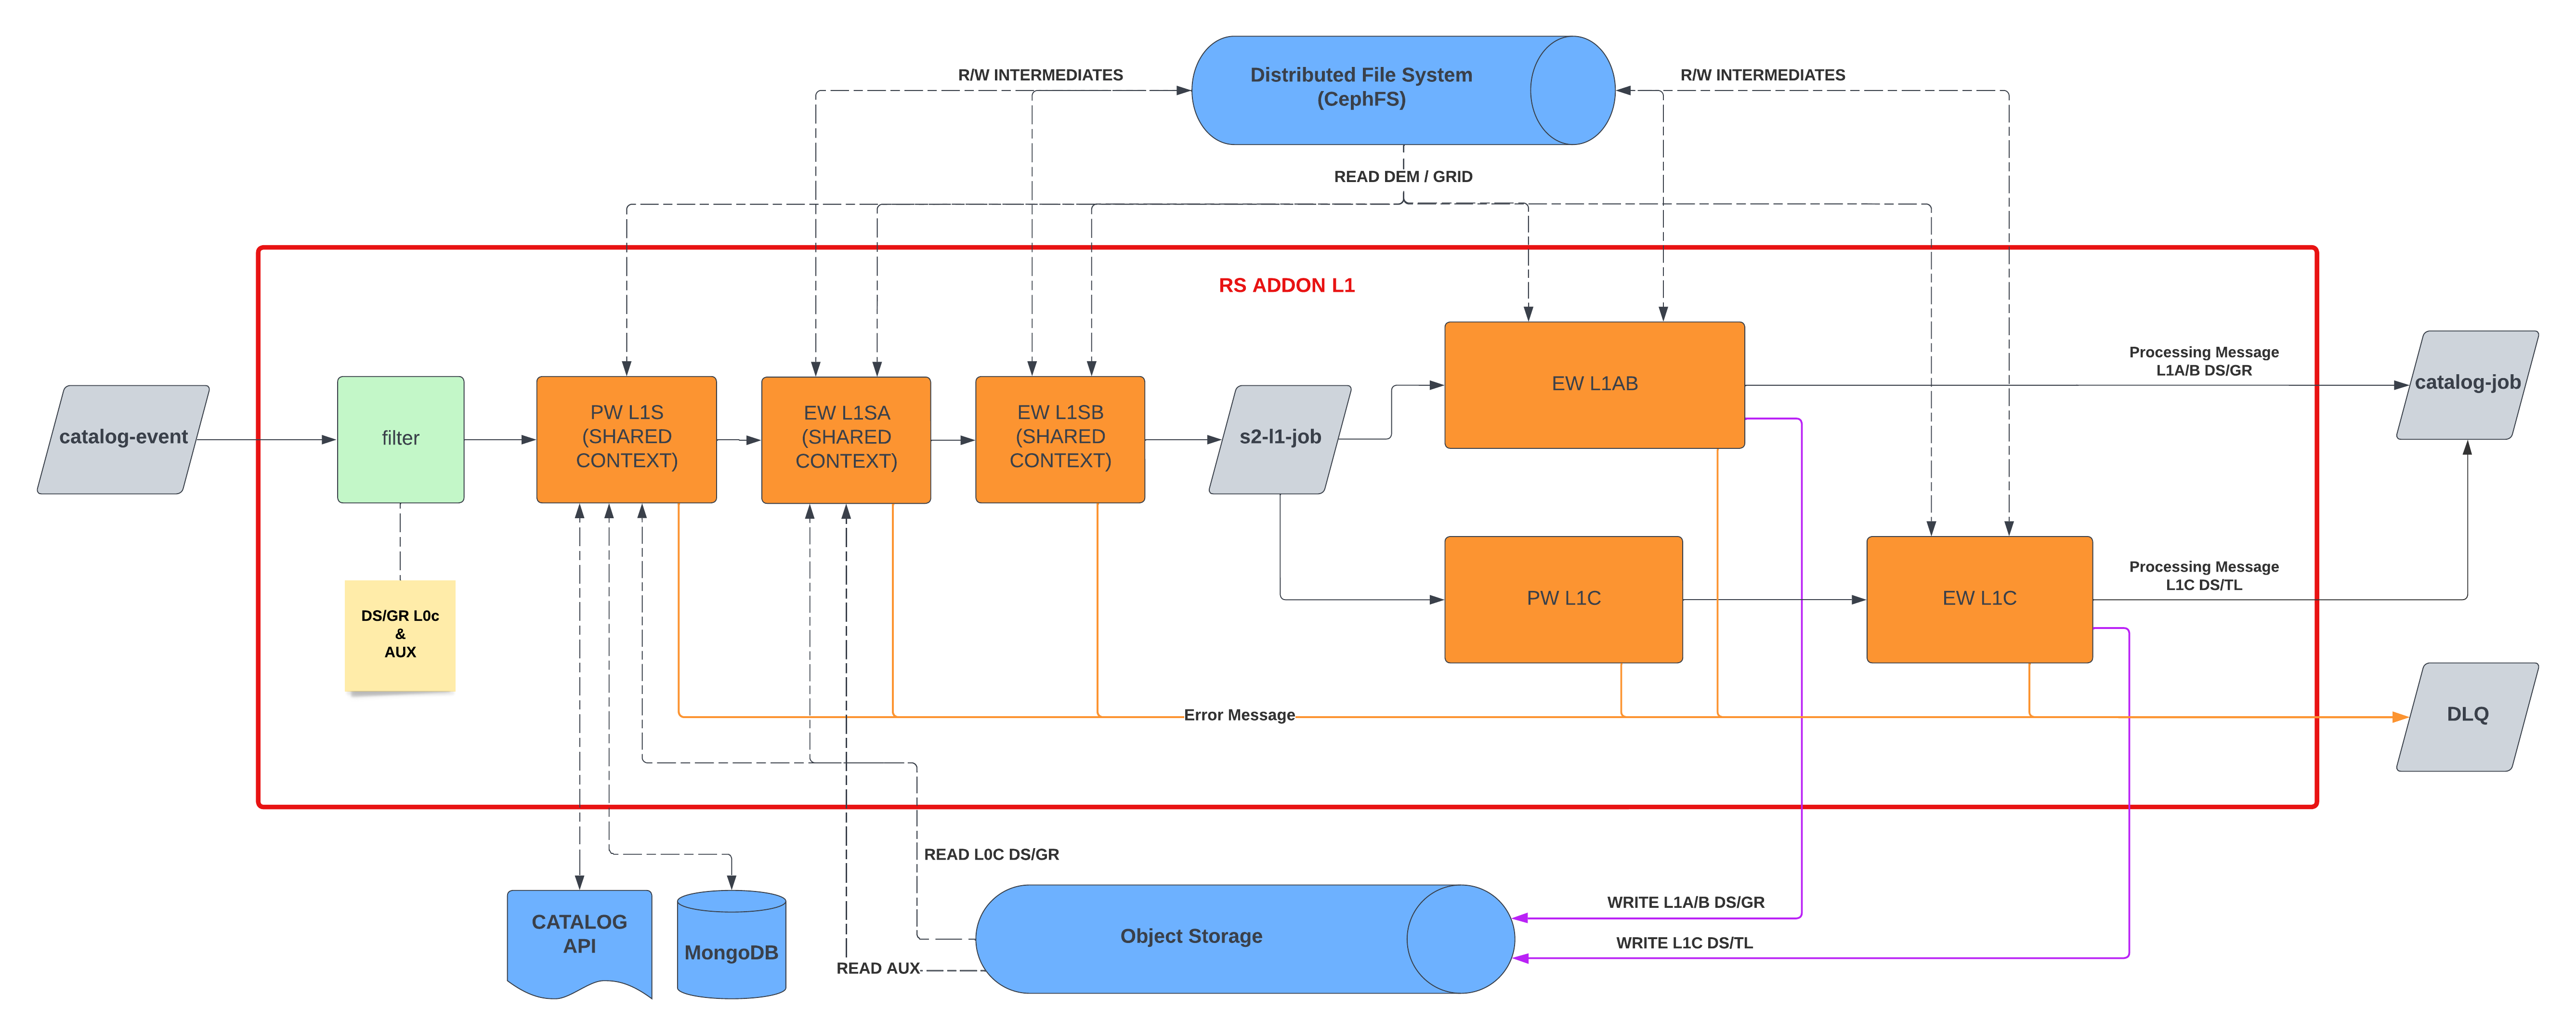 R/W INTERMEDIATES
Distributed File System
(CephFS)
R/W INTERMEDIATES
READ DEM / GRID
RS ADDON L1
catalog-event
filter
PW L1S
(SHARED
CONTEXT)
EW L1SA
(SHARED
CONTEXT)
EW L1SB
(SHARED
CONTEXT)
s2-l1-job
EW L1AB
Processing Message
L1A/B DS/GR
catalog-job
DS/GR L0c
&
AUX
PW L1C
EW L1C
Processing Message
L1C DS/TL
Error Message
DLQ
READ L0C DS/GR
CATALOG
API
MongoDB
READ AUX
Object Storage
WRITE L1A/B DS/GR
WRITE L1C DS/TL